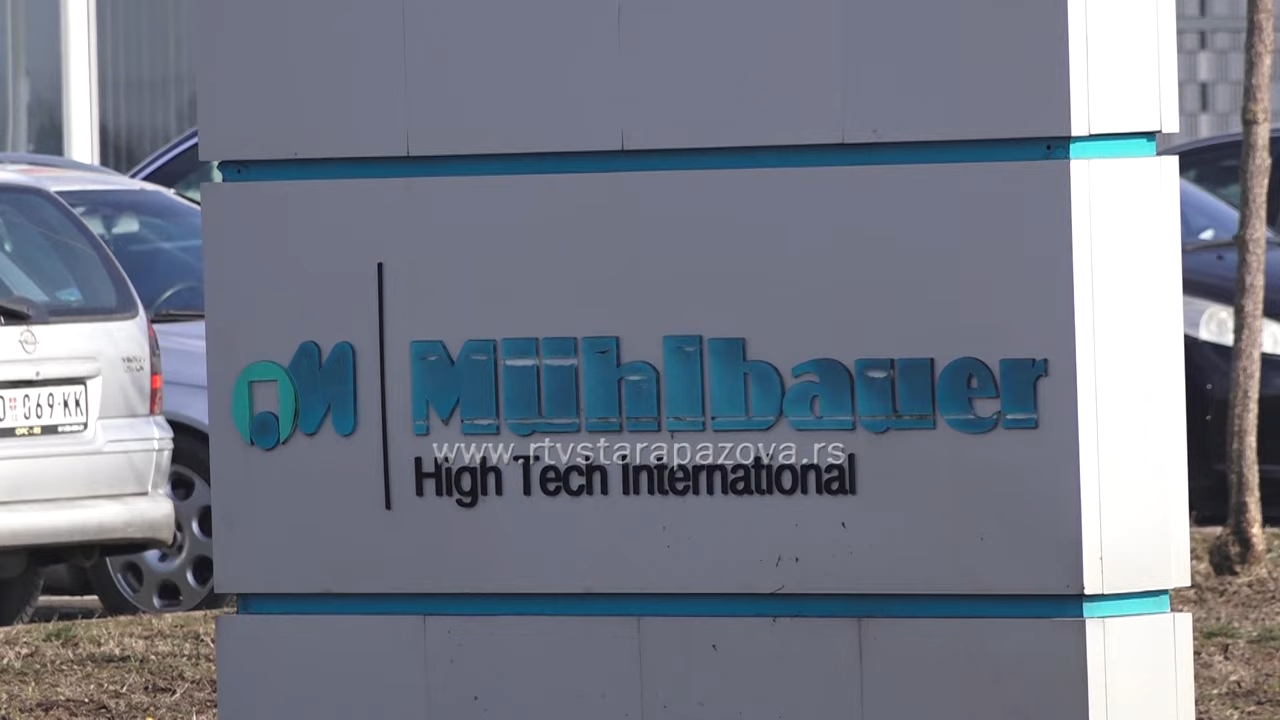 M
Mühlbauer
www.rtvstarapazova.rs
High Tech International
069·KK